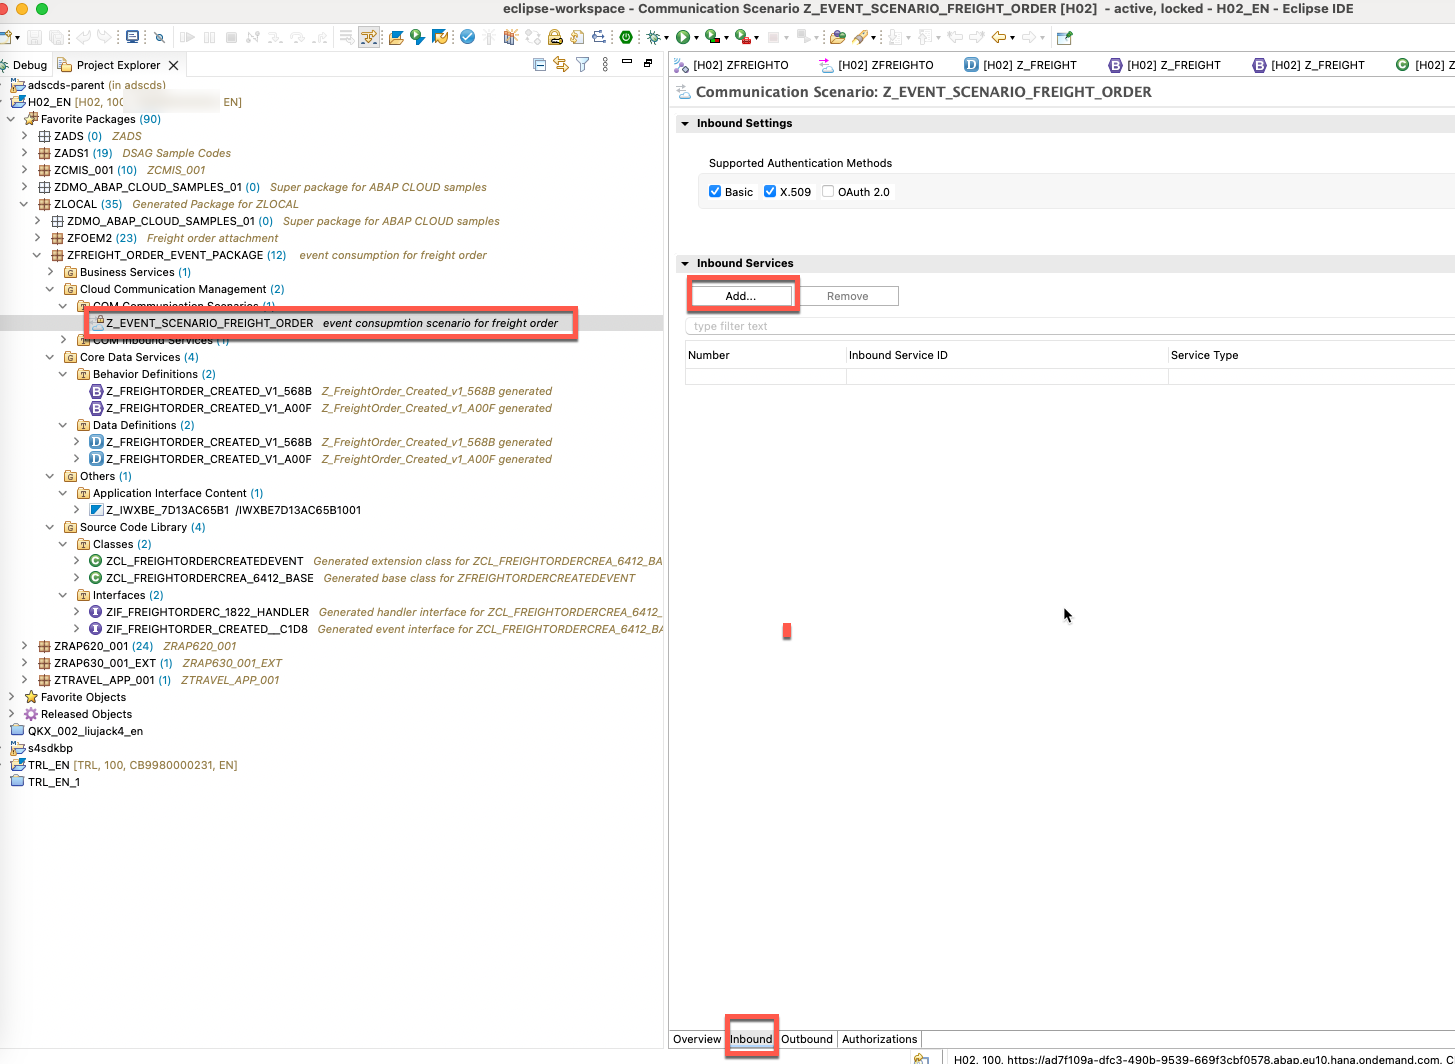 eclipse-workspace - Communication Scenario Z_EVENT_SCENARIO_FREIGHT_ORDER [H02] - active, locked - H02_EN - Eclipse IDE
Debug
Project Explorer
adscds-parent (in adscds)
H02_EN [H02, 100 EN]
Favorite Packages (90)
ZADS (0) ZADS
ZADS1 (19) DSAG Sample Codes
ZCMIS_001 (10) ZCMIS_001
ZDMO_ABAP_CLOUD_SAMPLES_01 (0) Super package for ABAP CLOUD samples
ZLOCAL (35) Generated Package for ZLOCAL
ZDMO_ABAP_CLOUD_SAMPLES_01 (0) Super package for ABAP CLOUD samples
ZFOEM2 (23) Freight order attachment
ZFREIGHT_ORDER_EVENT_PACKAGE (12) event consumption for freight order
Business Services (1)
Cloud Communication Management (2)
COM Communication Scenarios (1)
Z_EVENT_SCENARIO_FREIGHT_ORDER event consupmtion scenario for freight order
COM Inbound Services (1)
Core Data Services (4)
Behavior Definitions (2)
Z_FREIGHTORDER_CREATED_V1_568B Z_FreightOrder_Created_v1_568B generated
Z_FREIGHTORDER_CREATED_V1_A00F Z_FreightOrder_Created_v1_A00F generated
Data Definitions (2)
Z_FREIGHTORDER_CREATED_V1_568B Z_FreightOrder_Created_v1_568B generated
Z_FREIGHTORDER_CREATED_V1_A00F Z_FreightOrder_Created_v1_A00F generated
Others (1)
Application Interface Content (1)
Z_IWXBE_7D13AC65B1 /IWXBE7D13AC65B1001
Source Code Library (4)
Classes (2)
ZCL_FREIGHTORDERCREATEDEVENT Generated extension class for ZCL_FREIGHTORDERCREA_6412_BA
ZCL_FREIGHTORDERCREA_6412_BASE Generated base class for ZFREIGHTORDERCREATEDEVENT
Interfaces (2)
ZIF_FREIGHTORDERC_1822_HANDLER Generated handler interface for ZCL_FREIGHTORDERCREA_6412_
ZIF_FREIGHTORDER_CREATED__C1D8 Generated event interface for ZCL_FREIGHTORDERCREA_6412_BA
ZRAP620_001 (24) ZRAP620_001
ZRAP630_001_EXT (1) ZRAP630_001_EXT
ZTRAVEL_APP_001 (1) ZTRAVEL_APP_001
Favorite Objects
Released Objects
QKX_002_liujack4_en
s4sdkbp
TRL_EN [TRL, 100, CB9980000231, EN]
TRL_EN_1
[H02] ZFREIGHTO [H02] ZFREIGHTO [H02] Z_FREIGHT [H02] Z_FREIGHT [H02] Z_FREIGHT [H02] Z
Communication Scenario: Z_EVENT_SCENARIO_FREIGHT_ORDER
Inbound Settings
Supported Authentication Methods
Basic X.509 OAuth 2.0
Inbound Services
Add... Remove
type filter text
Number Inbound Service ID Service Type
Overview Inbound Outbound Authorizations
H02, 100, https://ad7f109a-dfc3-490b-9539-669f3cbf0578.abap.eu10.hana.ondemand.com, C